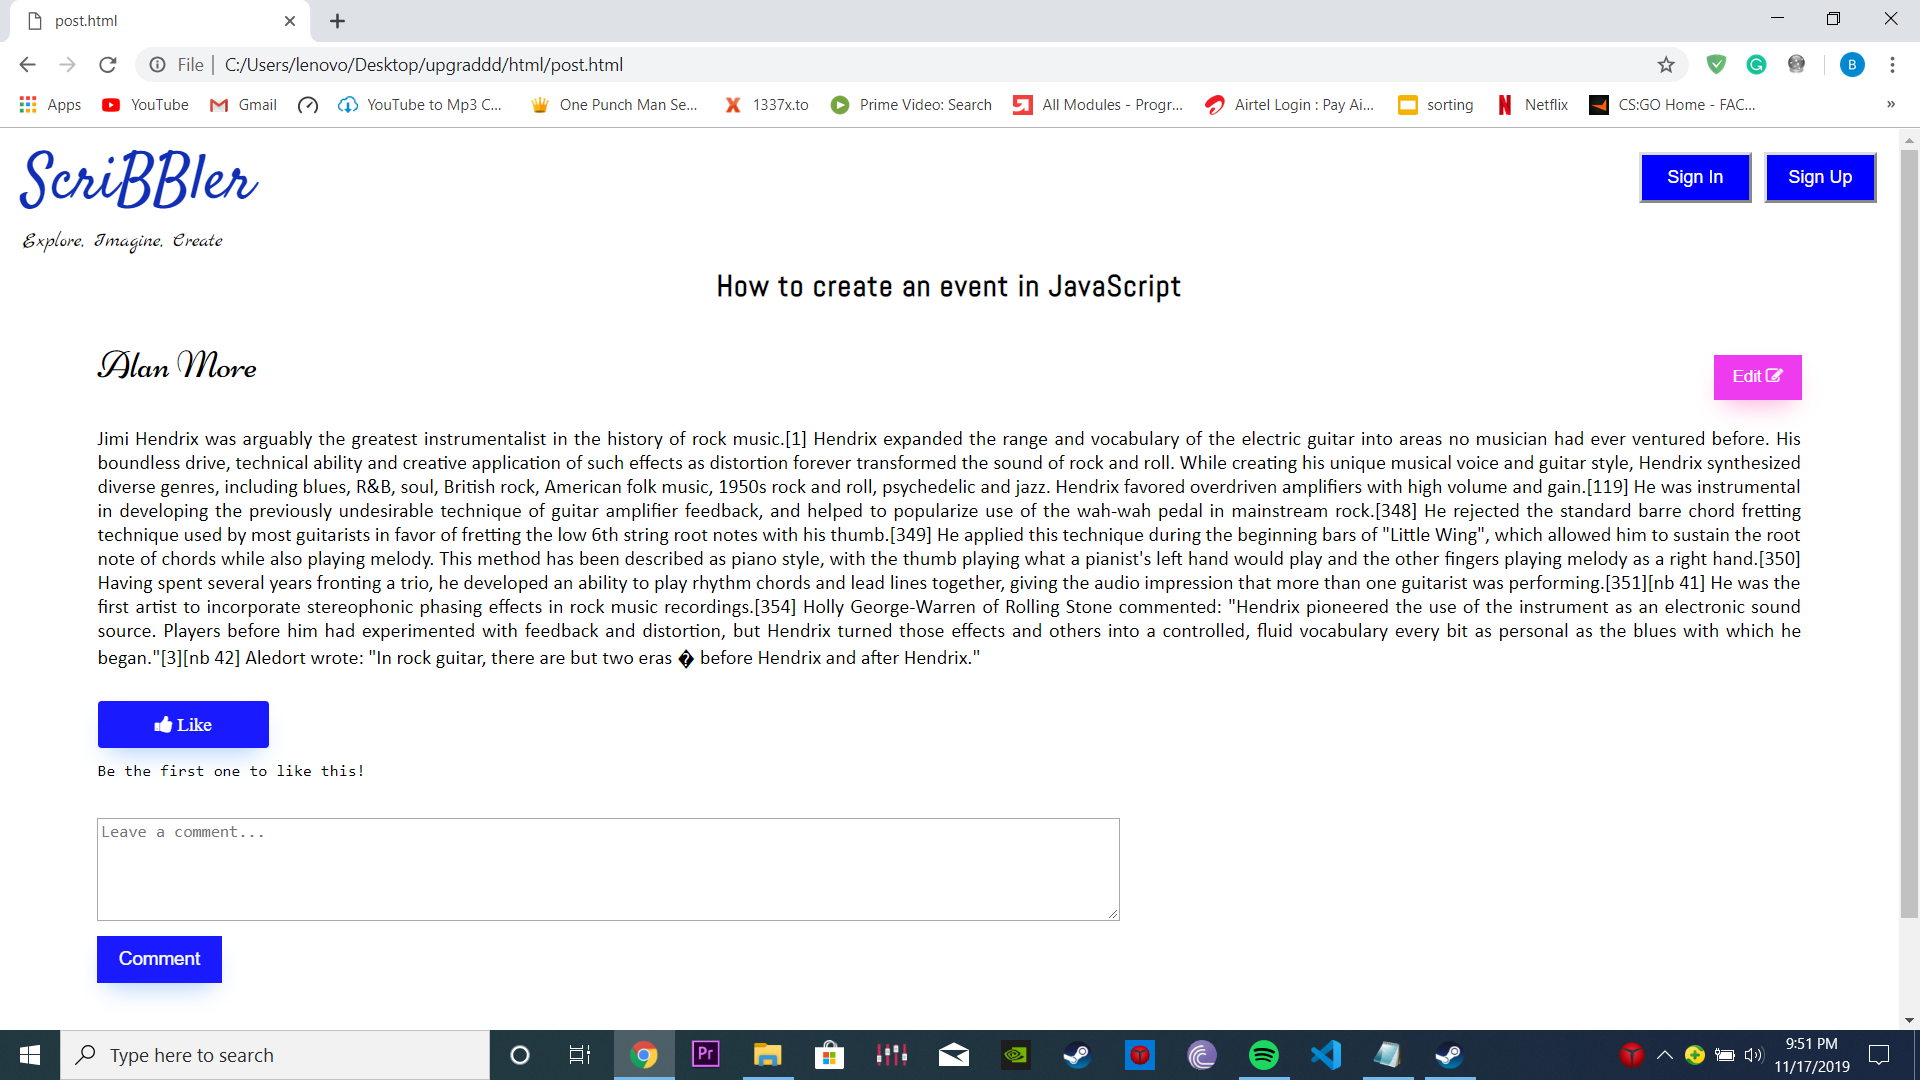 post.html
File | C:/Users/lenovo/Desktop/upgraddd/html/post.html
B
Apps YouTube Gmail YouTube to Mp3 C... One Punch Man Se... 1337x.to Prime Video: Search All Modules - Progr... Airtel Login : Pay Ai... sorting Netflix CS:GO Home - FAC... »
ScriBBler
Sign In Sign Up
Explore, Imagine, Create
How to create an event in JavaScript
Alan More
Edit
Jimi Hendrix was arguably the greatest instrumentalist in the history of rock music.[1] Hendrix expanded the range and vocabulary of the electric guitar into areas no musician had ever ventured before. His
boundless drive, technical ability and creative application of such effects as distortion forever transformed the sound of rock and roll. While creating his unique musical voice and guitar style, Hendrix synthesized
diverse genres, including blues, R&B, soul, British rock, American folk music, 1950s rock and roll, psychedelic and jazz. Hendrix favored overdriven amplifiers with high volume and gain.[119] He was instrumental
in developing the previously undesirable technique of guitar amplifier feedback, and helped to popularize use of the wah-wah pedal in mainstream rock.[348] He rejected the standard barre chord fretting
technique used by most guitarists in favor of fretting the low 6th string root notes with his thumb.[349] He applied this technique during the beginning bars of "Little Wing", which allowed him to sustain the root
note of chords while also playing melody. This method has been described as piano style, with the thumb playing what a pianist's left hand would play and the other fingers playing melody as a right hand.[350]
Having spent several years fronting a trio, he developed an ability to play rhythm chords and lead lines together, giving the audio impression that more than one guitarist was performing.[351][nb 41] He was the
first artist to incorporate stereophonic phasing effects in rock music recordings.[354] Holly George-Warren of Rolling Stone commented: "Hendrix pioneered the use of the instrument as an electronic sound
source. Players before him had experimented with feedback and distortion, but Hendrix turned those effects and others into a controlled, fluid vocabulary every bit as personal as the blues with which he
began."[3][nb 42] Aledort wrote: "In rock guitar, there are but two eras � before Hendrix and after Hendrix."
Like
Be the first one to like this!
Leave a comment...
Comment
Type here to search
Pr
9:51 PM
11/17/2019